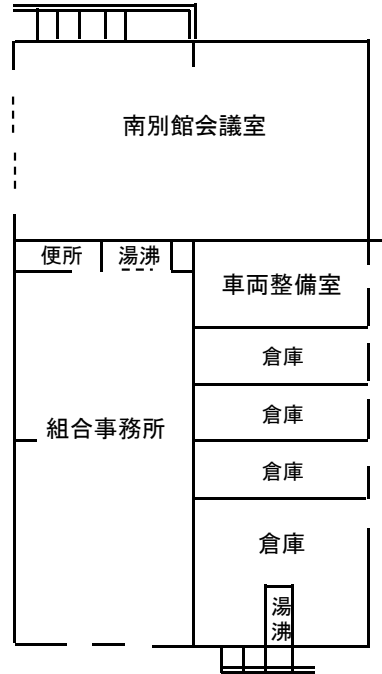 南別館会議室
便所
湯沸
車両整備室
倉庫
倉庫
組合事務所
倉庫
倉庫
湯
沸